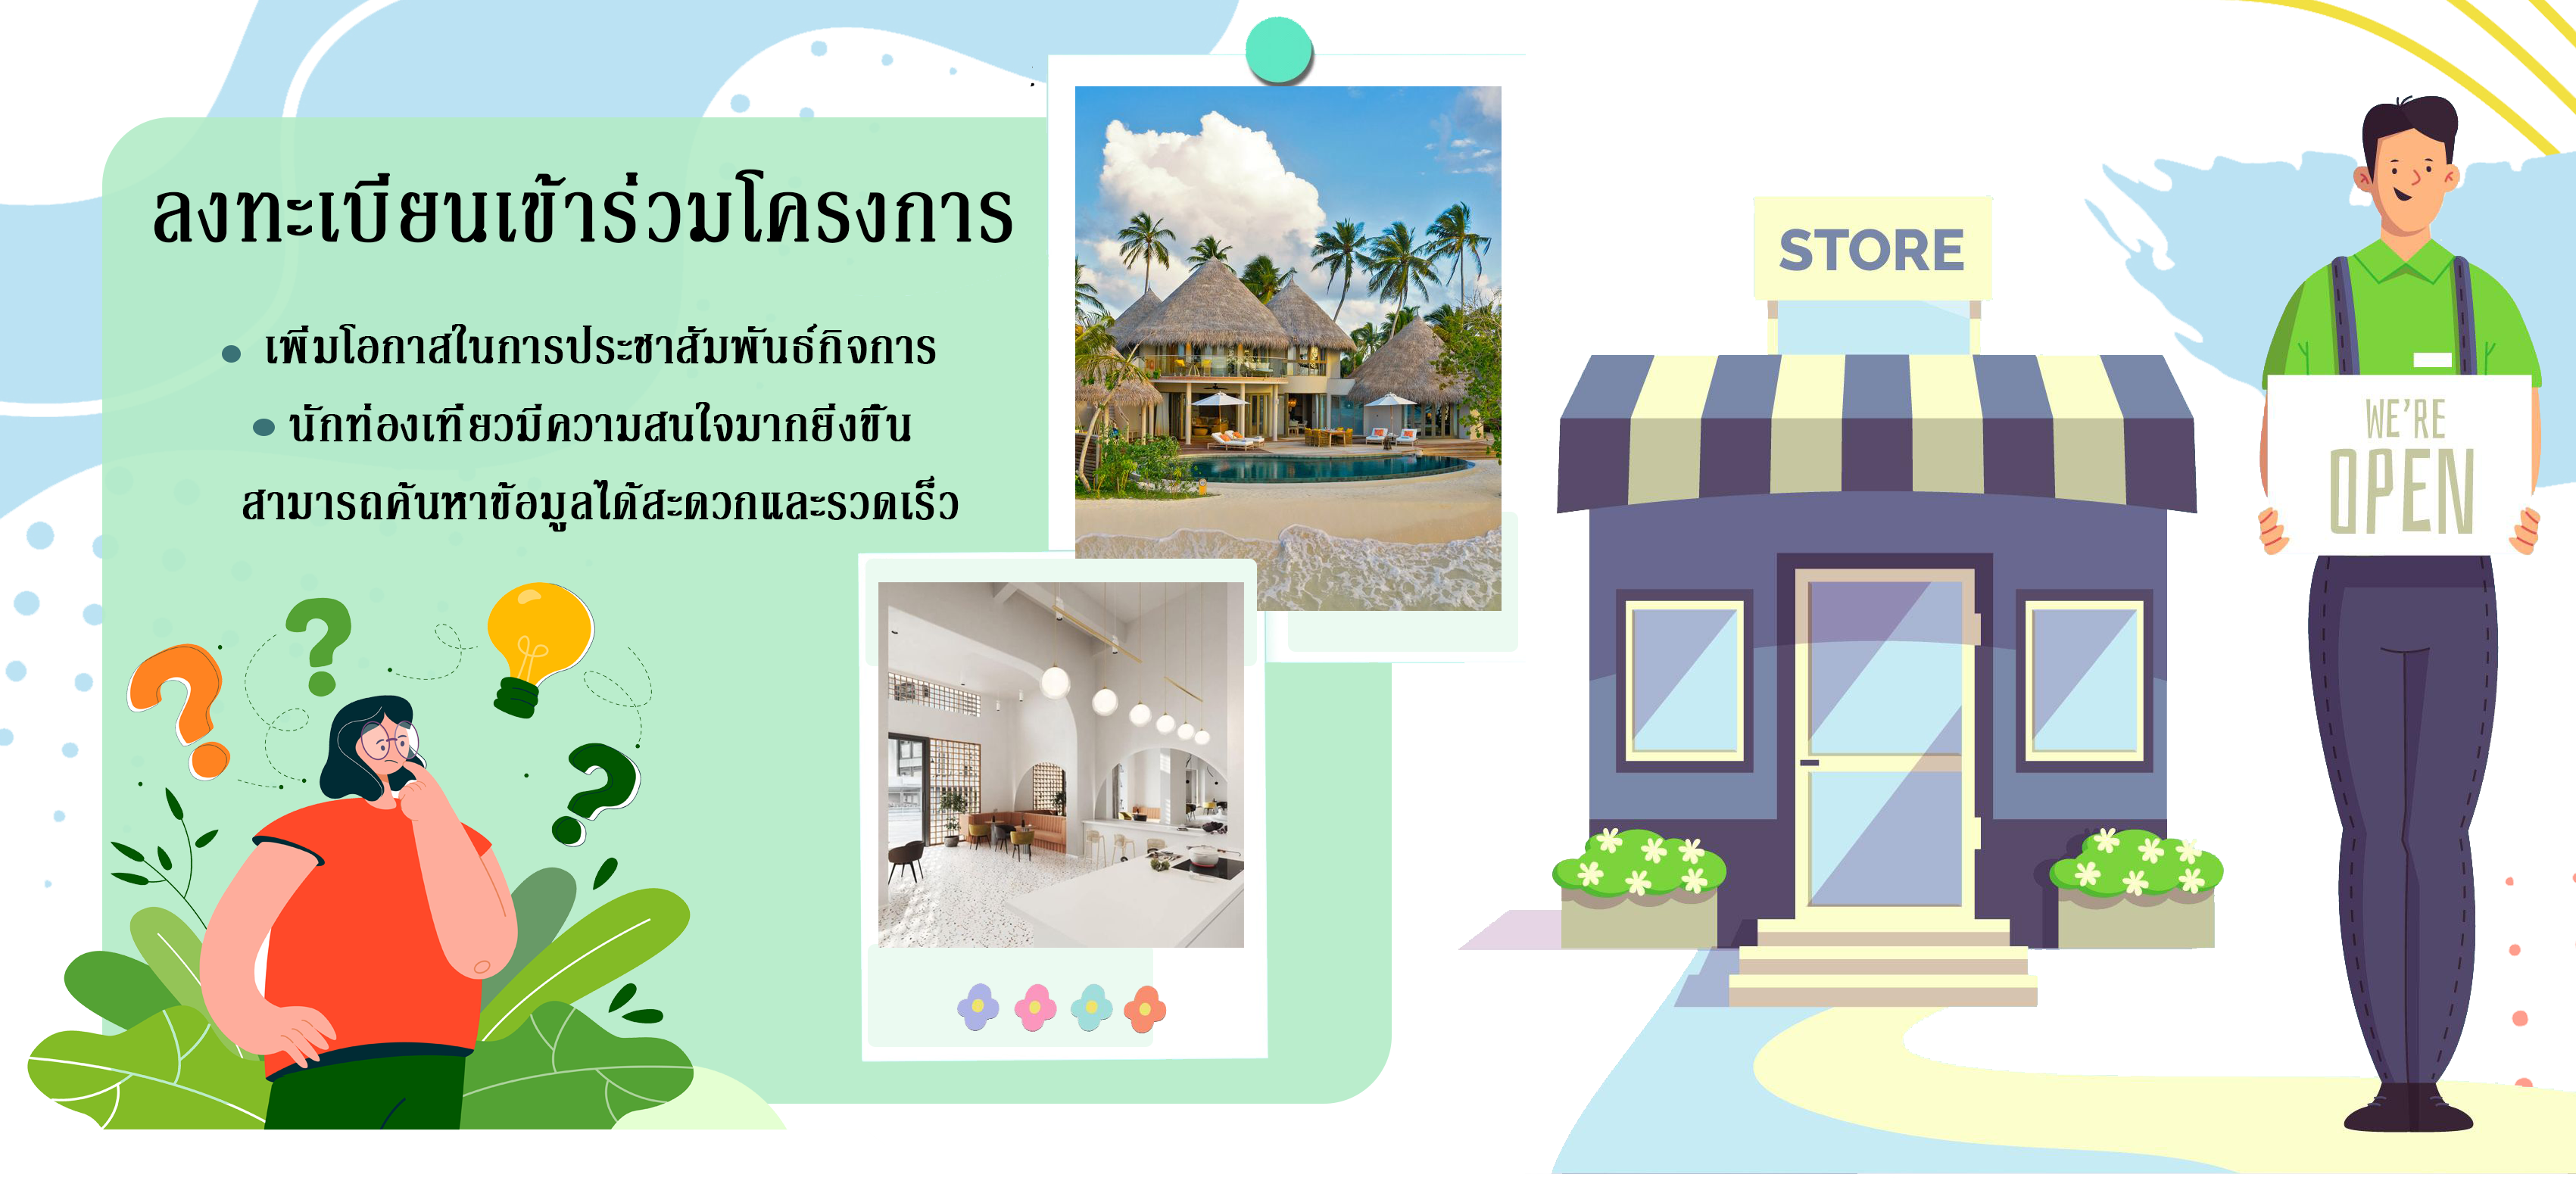 ลงทะเบียนเข้าร่วมโครงการ
เพิ่มโอกาสในการประชาสัมพันธ์กิจการ
นักท่องเที่ยวมีความสนใจมากยิ่งขึ้น
สามารถค้นหาข้อมูลได้สะดวกและรวดเร็ว
STORE
WE'RE
OPEN